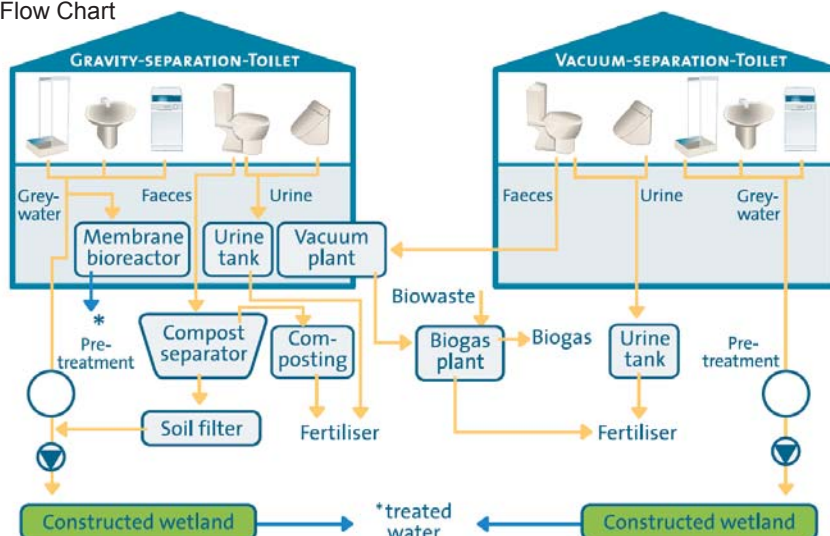 Flow Chart
GRAVITY-SEPARATION-TOILET
VACUUM-SEPARATION-TOILET
Grey-
water
Faeces
Urine
Faeces
Urine
Grey-
water
Membrane
bioreactor
Urine
tank
Vacuum
plant
Biowaste
*
Pre-
treatment
Compost
separator
Com-
posting
Biogas
plant
Biogas
Urine
tank
Pre-
treatment
Soil filter
Fertiliser
Fertiliser
Constructed wetland
*treated
water
Constructed wetland